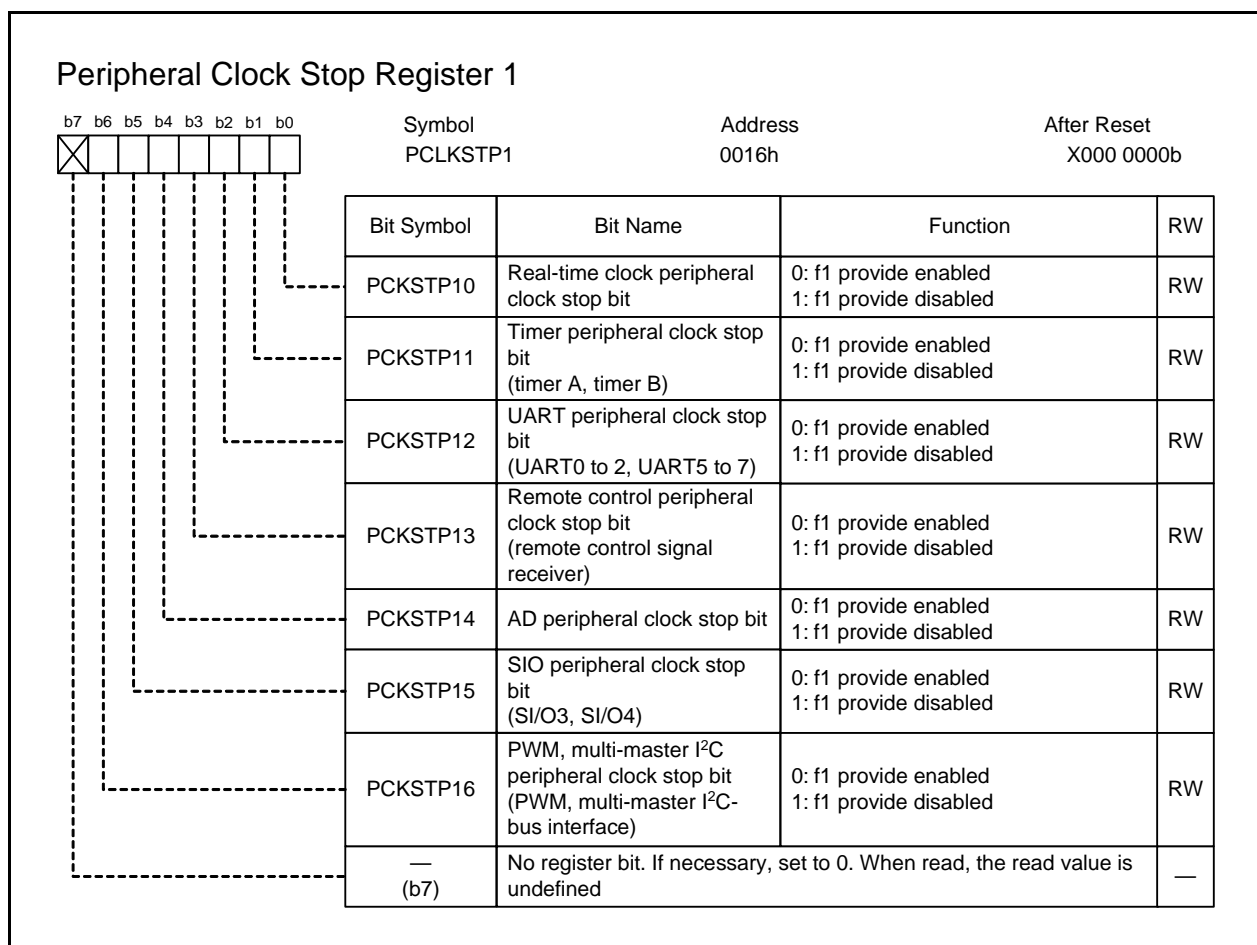 Peripheral Clock Stop Register 1
b7 b6 b5 b4 b3 b2 b1 b0
Symbol Address After Reset
PCLKSTP1 0016h X000 0000b
Bit Symbol Bit Name Function RW
PCKSTP10
Real-time clock peripheral
clock stop bit
0: f1 provide enabled
1: f1 provide disabled
RW
PCKSTP11
Timer peripheral clock stop
bit
(timer A, timer B)
0: f1 provide enabled
1: f1 provide disabled
RW
PCKSTP12
UART peripheral clock stop
bit
(UART0 to 2, UART5 to 7)
0: f1 provide enabled
1: f1 provide disabled
RW
PCKSTP13
Remote control peripheral
clock stop bit
(remote control signal
receiver)
0: f1 provide enabled
1: f1 provide disabled
RW
PCKSTP14
AD peripheral clock stop bit
0: f1 provide enabled
1: f1 provide disabled
RW
PCKSTP15
SIO peripheral clock stop
bit
(SI/O3, SI/O4)
0: f1 provide enabled
1: f1 provide disabled
RW
PCKSTP16
PWM, multi-master I²C
peripheral clock stop bit
(PWM, multi-master I²C-
bus interface)
0: f1 provide enabled
1: f1 provide disabled
RW
—
(b7)
No register bit. If necessary, set to 0. When read, the read value is
undefined
—